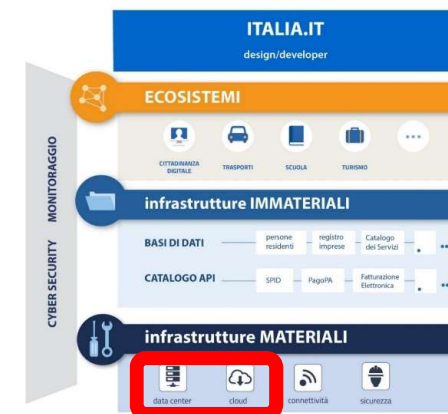 ITALIA.IT
design/developer
ECOSISTEMI
CITTADINANZA
DIGITALE
TRASPORTI
SCUOLA
TURISMO
infrastrutture IMMATERIALI
BASI DI DATI
persone
residenti
registro
imprese
Catalogo
dei Servizi
CATALOGO API
SPID
PagoPA
Fatturazione
Elettronica
infrastrutture MATERIALI
data center
cloud
connettività
sicurezza
CYBER SECURITY MONITORAGGIO